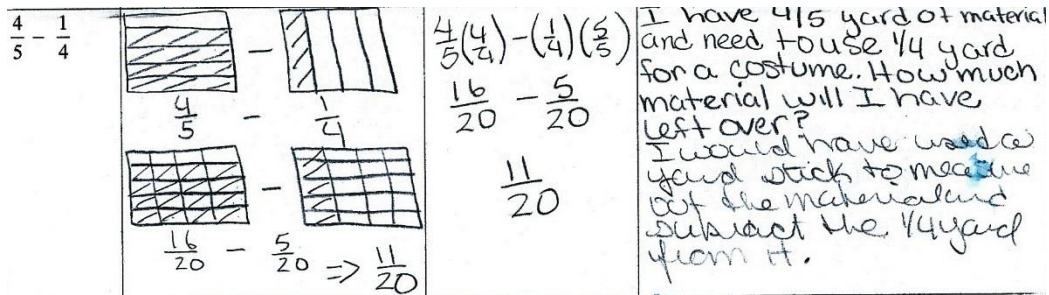 4/5 − 1/4
4/5 − 1/4
16/20 − 5/20 ⇒ 11/20
4/5(4/4) − (1/4)(5/5)
16/20 − 5/20
11/20
I have 4/5 yard of material
and need to use 1/4 yard
for a costume. How much
material will I have
left over?
I would have used a
yard stick to measure
out the material and
subtract the 1/4 yard
from it.